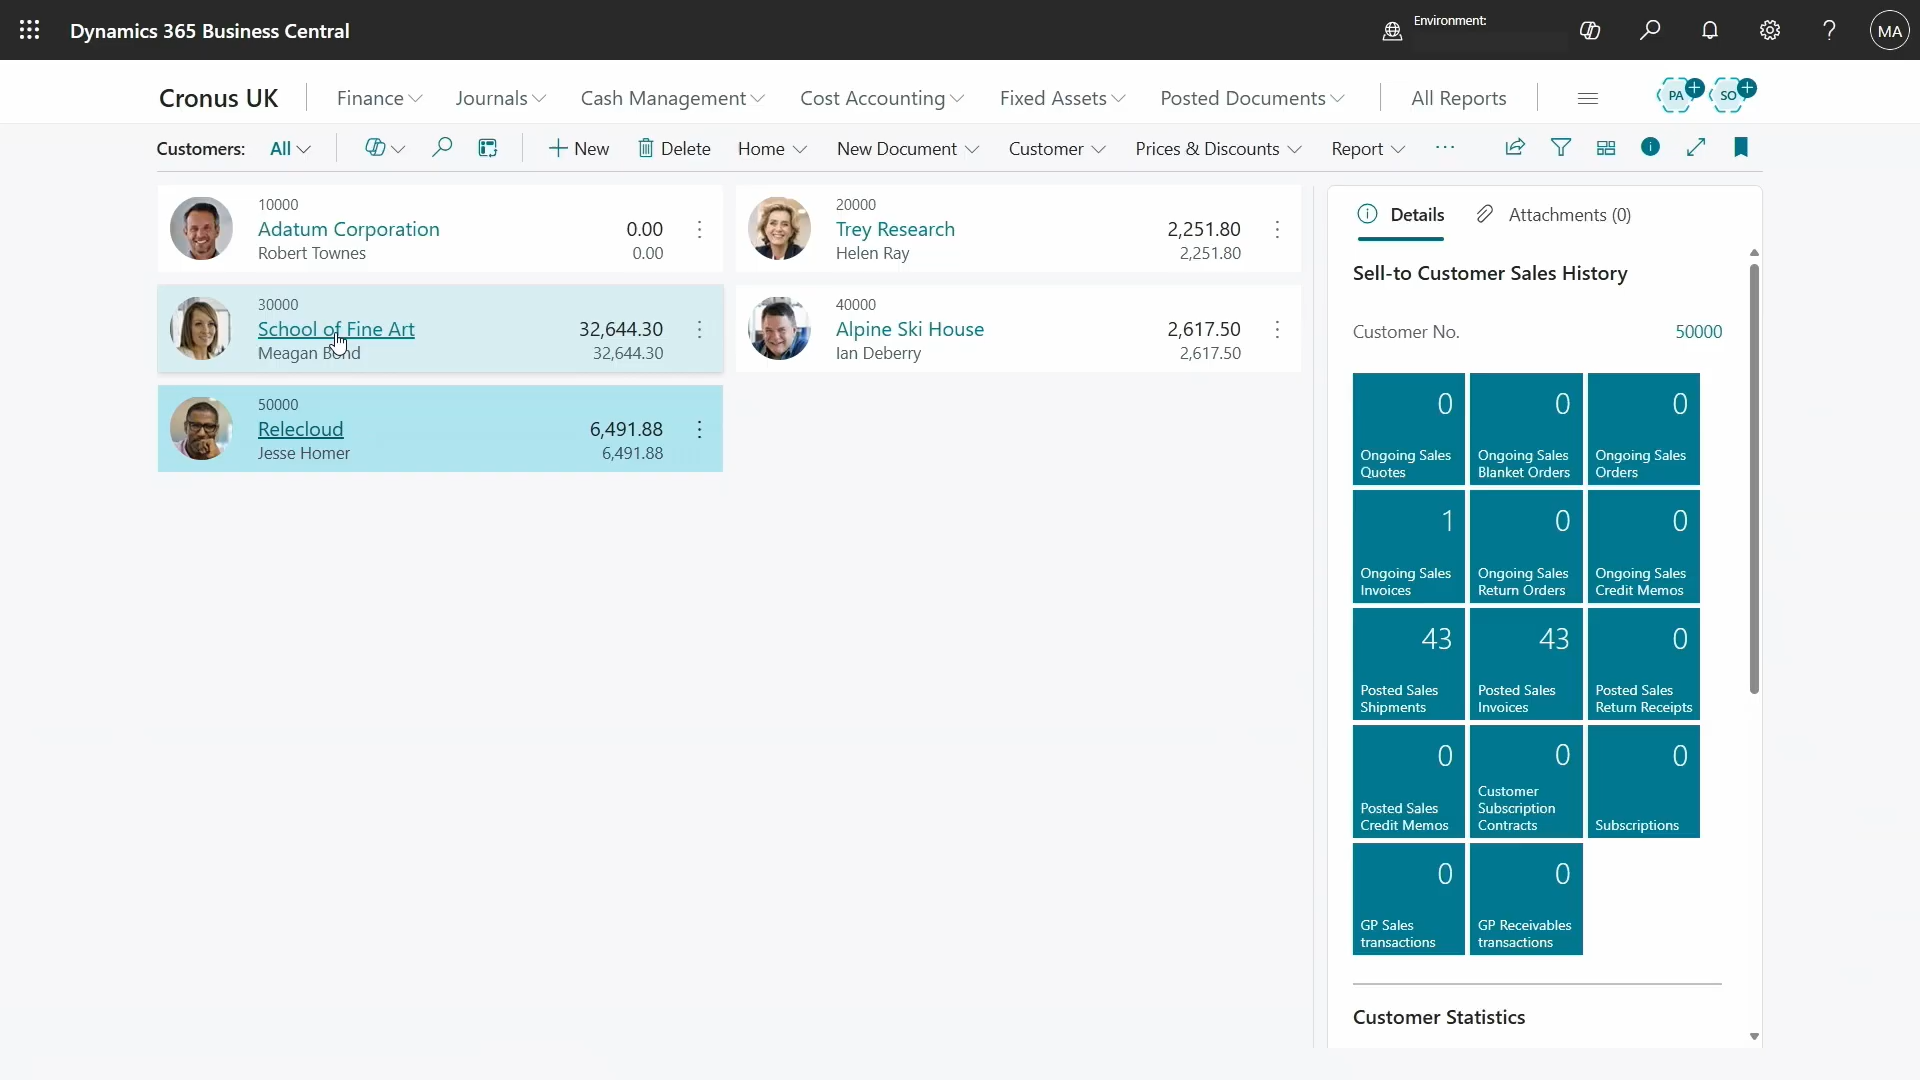 Dynamics 365 Business Central
Environment:
MA
Cronus UK
Finance
Journals
Cash Management
Cost Accounting
Fixed Assets
Posted Documents
All Reports
PA
SO
Customers:
All
New
Delete
Home
New Document
Customer
Prices & Discounts
Report
10000
Adatum Corporation
0.00
Robert Townes
0.00
20000
Trey Research
2,251.80
Helen Ray
2,251.80
30000
School of Fine Art
32,644.30
Meagan Bond
32,644.30
40000
Alpine Ski House
2,617.50
Ian Deberry
2,617.50
50000
Relecloud
6,491.88
Jesse Homer
6,491.88
Details
Attachments (0)
Sell-to Customer Sales History
Customer No.
50000
0
Ongoing Sales
Quotes
0
Ongoing Sales
Blanket Orders
0
Ongoing Sales
Orders
1
Ongoing Sales
Invoices
0
Ongoing Sales
Return Orders
0
Ongoing Sales
Credit Memos
43
Posted Sales
Shipments
43
Posted Sales
Invoices
0
Posted Sales
Return Receipts
0
Posted Sales
Credit Memos
0
Customer
Subscription
Contracts
0
Subscriptions
0
GP Sales
transactions
0
GP Receivables
transactions
Customer Statistics